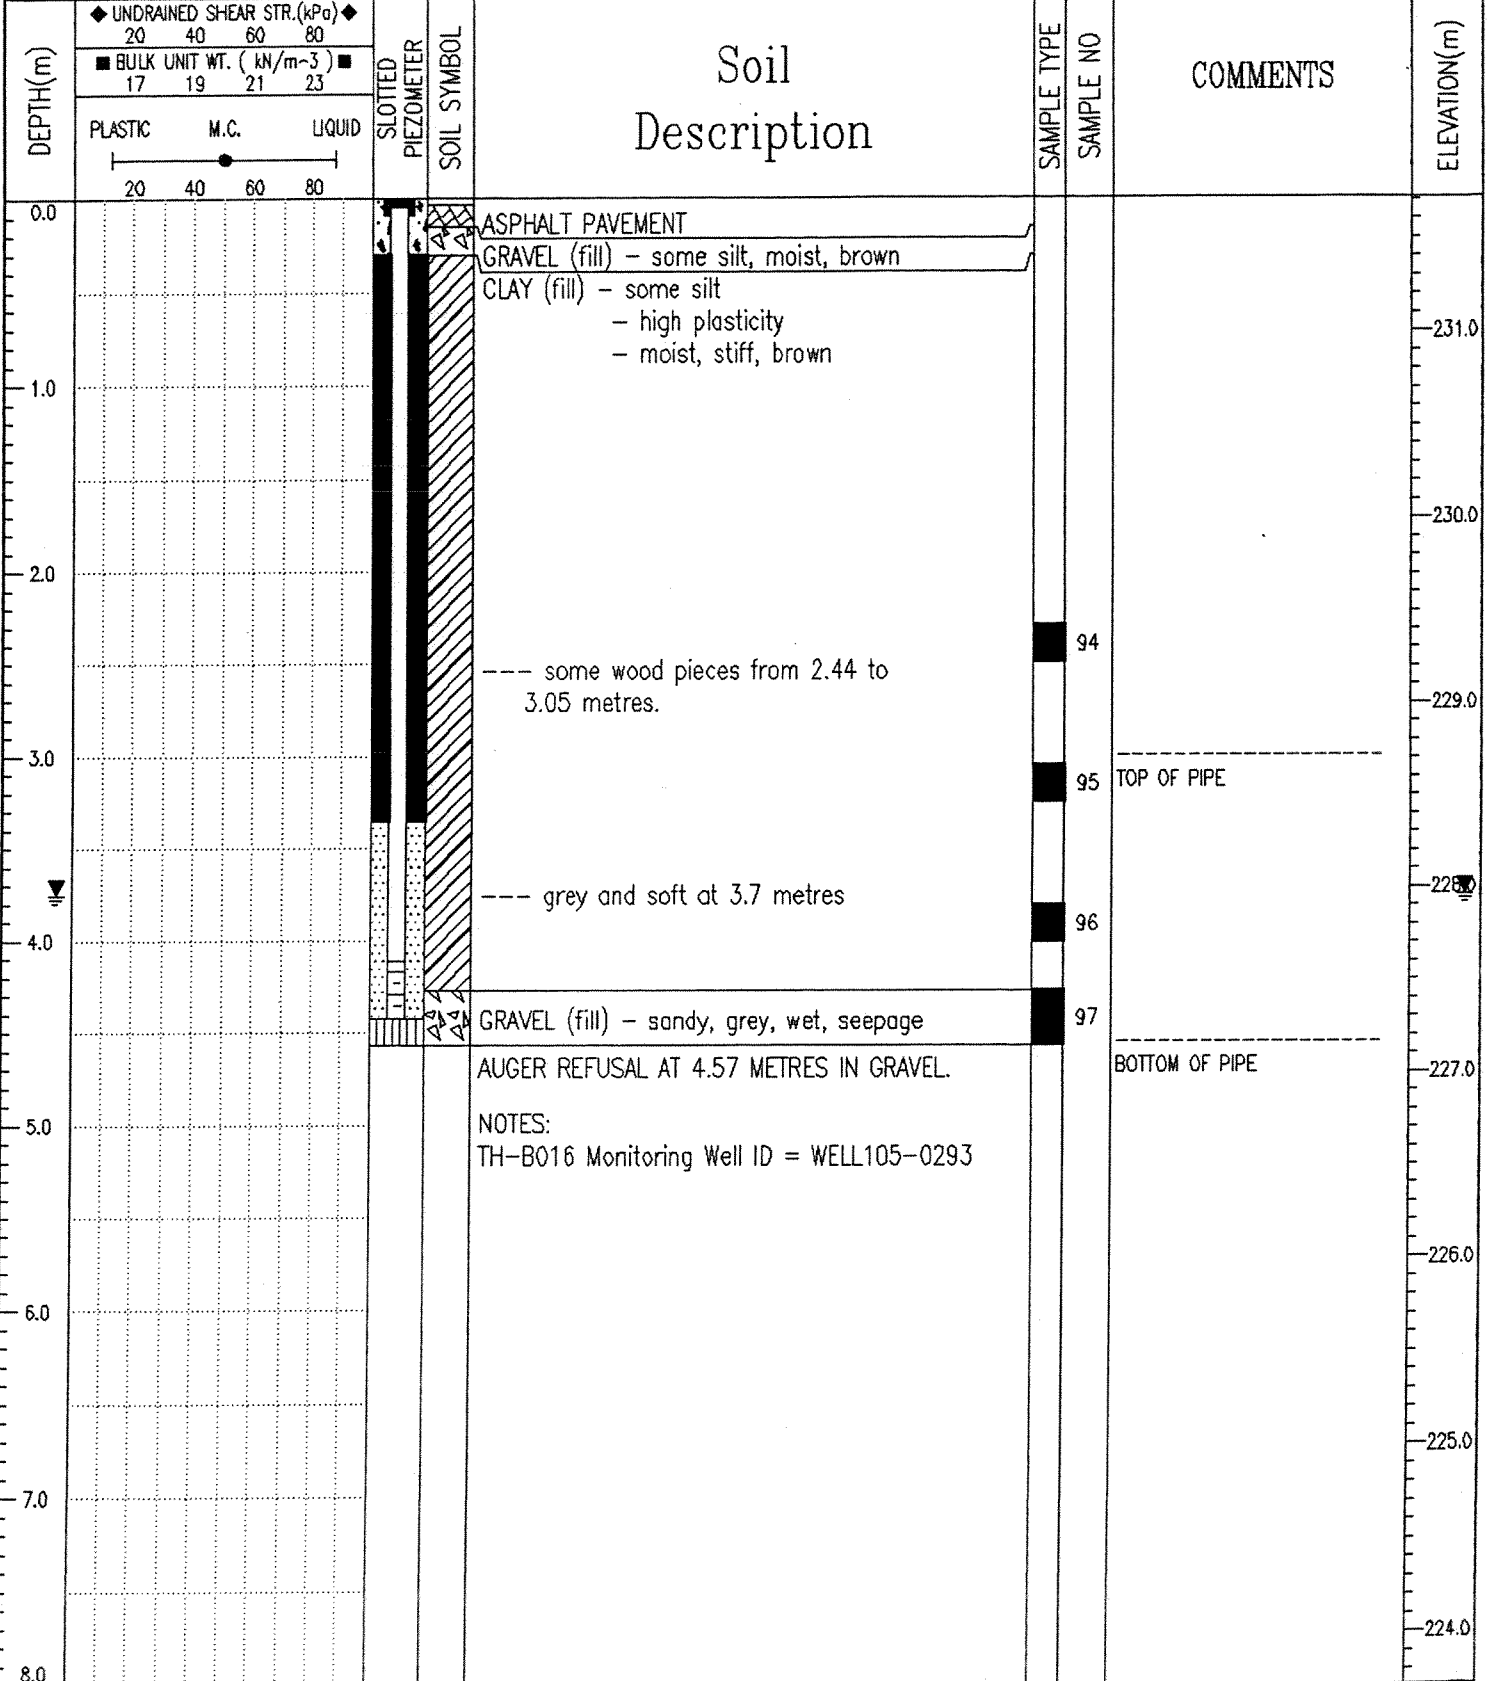 DEPTH(m)
◆ UNDRAINED SHEAR STR.(kPa) ◆
20 40 60 80
■ BULK UNIT WT. ( kN/m~3 ) ■
17 19 21 23
PLASTIC M.C. LIQUID
20 40 60 80
SLOTTED
PIEZOMETER
SOIL SYMBOL
Soil
Description
SAMPLE TYPE
SAMPLE NO
COMMENTS
ELEVATION(m)
0.0
ASPHALT PAVEMENT
GRAVEL (fill) – some silt, moist, brown
CLAY (fill) – some silt
– high plasticity
231.0
– moist, stiff, brown
1.0
230.0
2.0
94
--- some wood pieces from 2.44 to
3.05 metres.
229.0
3.0
95 TOP OF PIPE
--- grey and soft at 3.7 metres
228.0
96
4.0
GRAVEL (fill) – sandy, grey, wet, seepage
97
AUGER REFUSAL AT 4.57 METRES IN GRAVEL.
BOTTOM OF PIPE
227.0
5.0
NOTES:
TH-B016 Monitoring Well ID = WELL105-0293
226.0
6.0
225.0
7.0
224.0
8.0